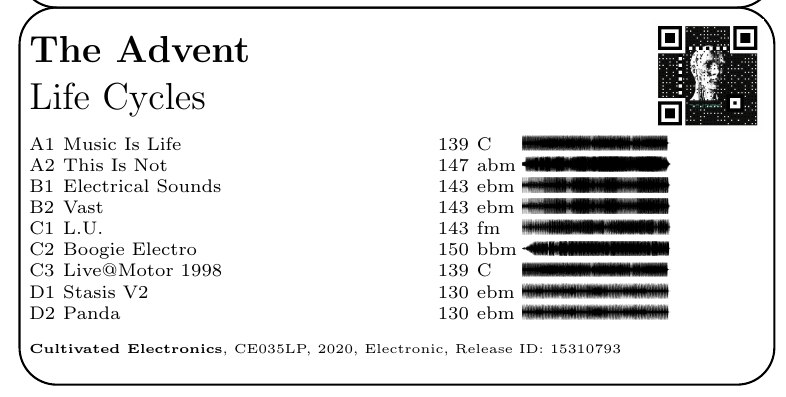 The Advent
Life Cycles
A1 Music Is Life 139 C
A2 This Is Not 147 abm
B1 Electrical Sounds 143 ebm
B2 Vast 143 ebm
C1 L.U. 143 fm
C2 Boogie Electro 150 bbm
C3 Live@Motor 1998 139 C
D1 Stasis V2 130 ebm
D2 Panda 130 ebm
Cultivated Electronics, CE035LP, 2020, Electronic, Release ID: 15310793